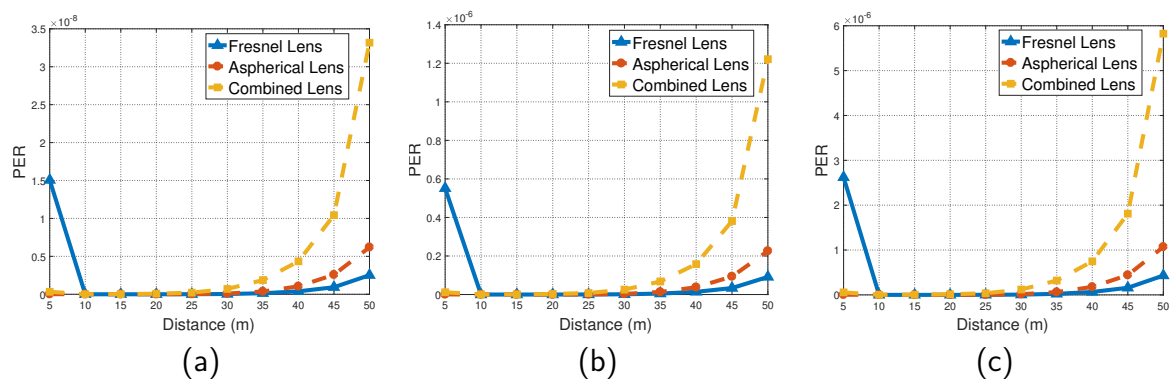 ×10⁻⁸
3.5
3
2.5
2
1.5
1
0.5
0
PER
Fresnel Lens
Aspherical Lens
Combined Lens
5 10 15 20 25 30 35 40 45 50
Distance (m)
(a)
×10⁻⁶
1.4
1.2
1
0.8
0.6
0.4
0.2
0
PER
Fresnel Lens
Aspherical Lens
Combined Lens
5 10 15 20 25 30 35 40 45 50
Distance (m)
(b)
×10⁻⁶
6
5
4
3
2
1
0
PER
Fresnel Lens
Aspherical Lens
Combined Lens
5 10 15 20 25 30 35 40 45 50
Distance (m)
(c)